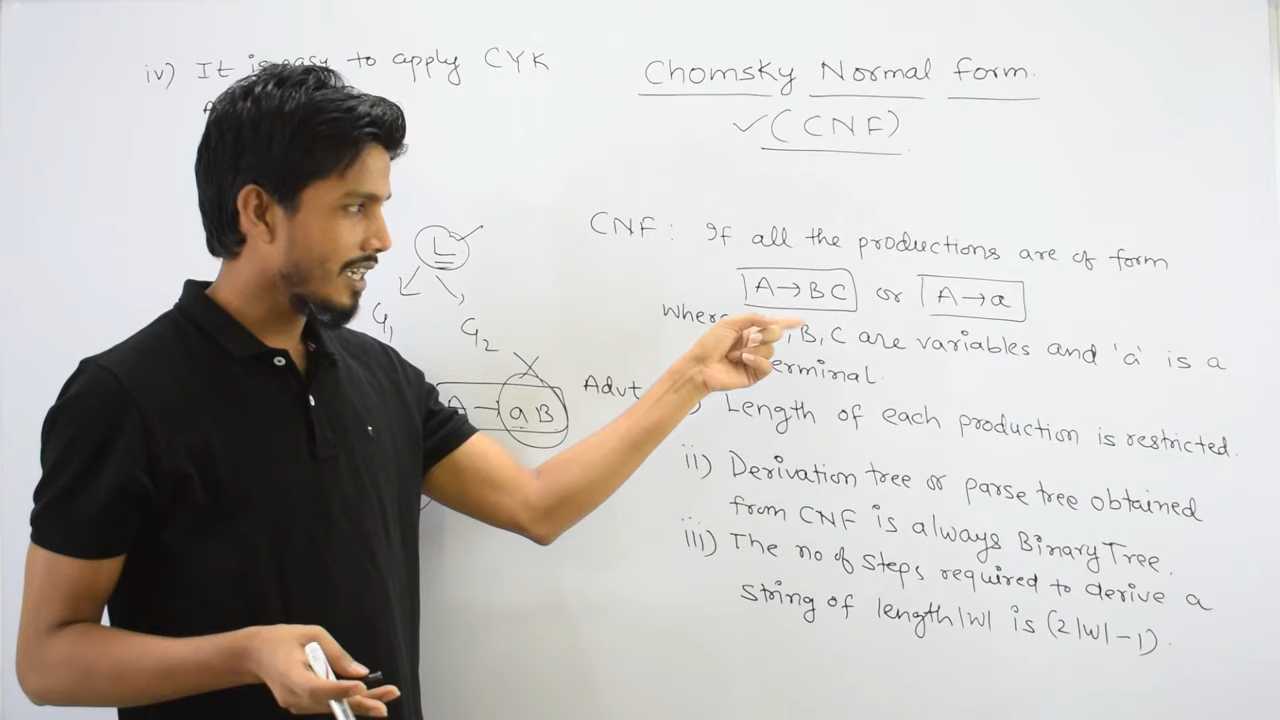 iv) It is easy to apply CYK
Chomsky Normal form.
✓(CNF)
CNF: If all the productions are of form
A→BC or A→a
Where ,B,C are variables and 'a' is a
erminal.
L
G1
G2
A→aB
Advt
Length of each production is restricted.
ii) Derivation tree or parse tree obtained
from CNF is always Binary Tree.
iii) The no of steps required to derive a
string of length |w| is (2|w|-1).